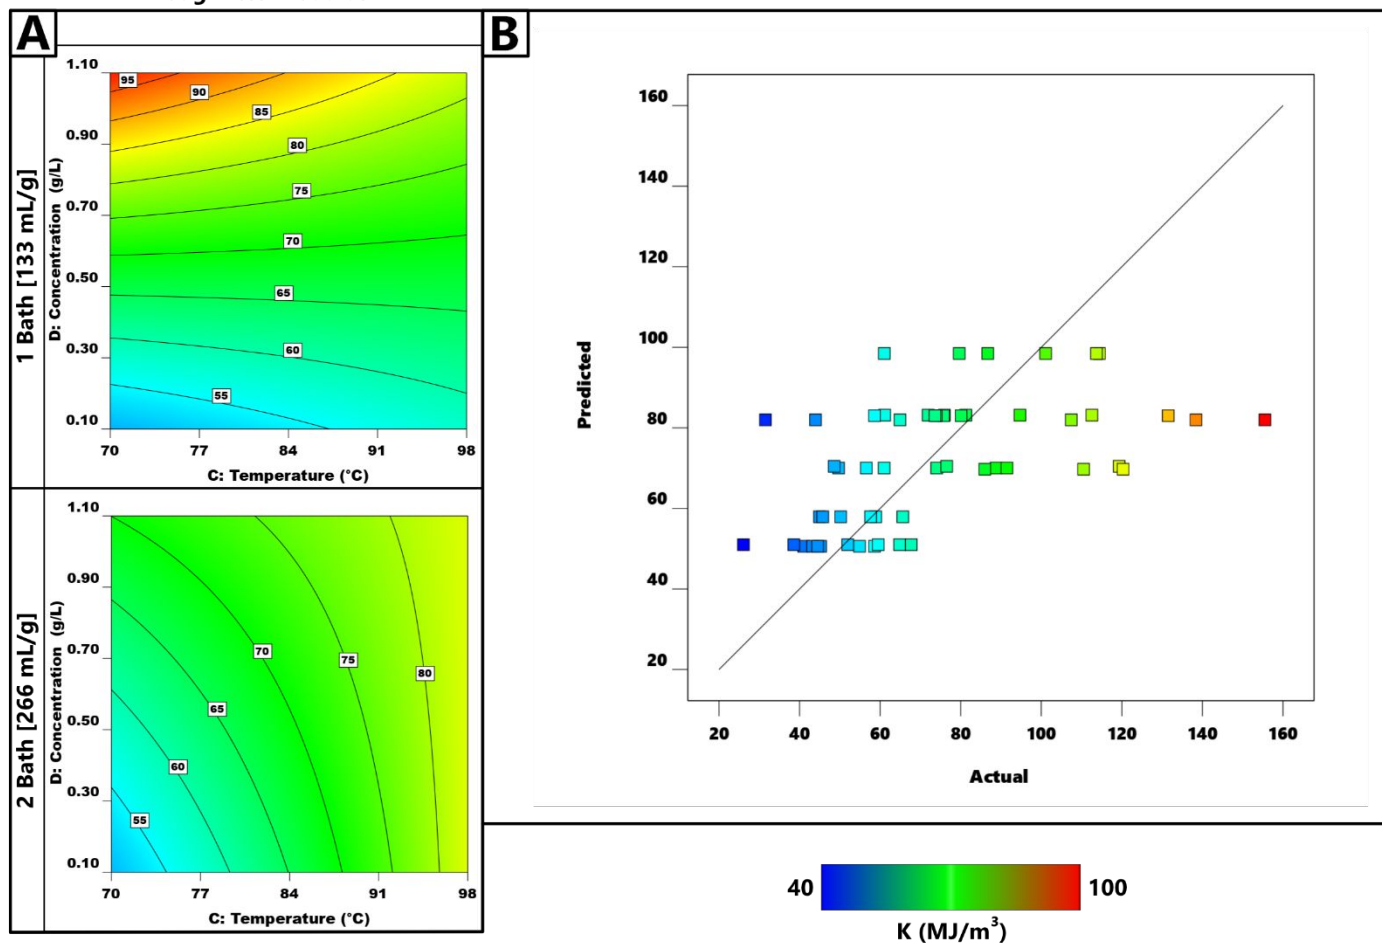 A
1 Bath [133 mL/g]
D: Concentration (g/L)
1.10
0.90
0.70
0.50
0.30
0.10
95
90
85
80
75
70
65
60
55
70 77 84 91 98
C: Temperature (°C)
2 Bath [266 mL/g]
D: Concentration (g/L)
1.10
0.90
0.70
0.50
0.30
0.10
70
75
80
65
60
55
70 77 84 91 98
C: Temperature (°C)
B
Predicted
160
140
120
100
80
60
40
20
20 40 60 80 100 120 140 160
Actual
40 100
K (MJ/m³)